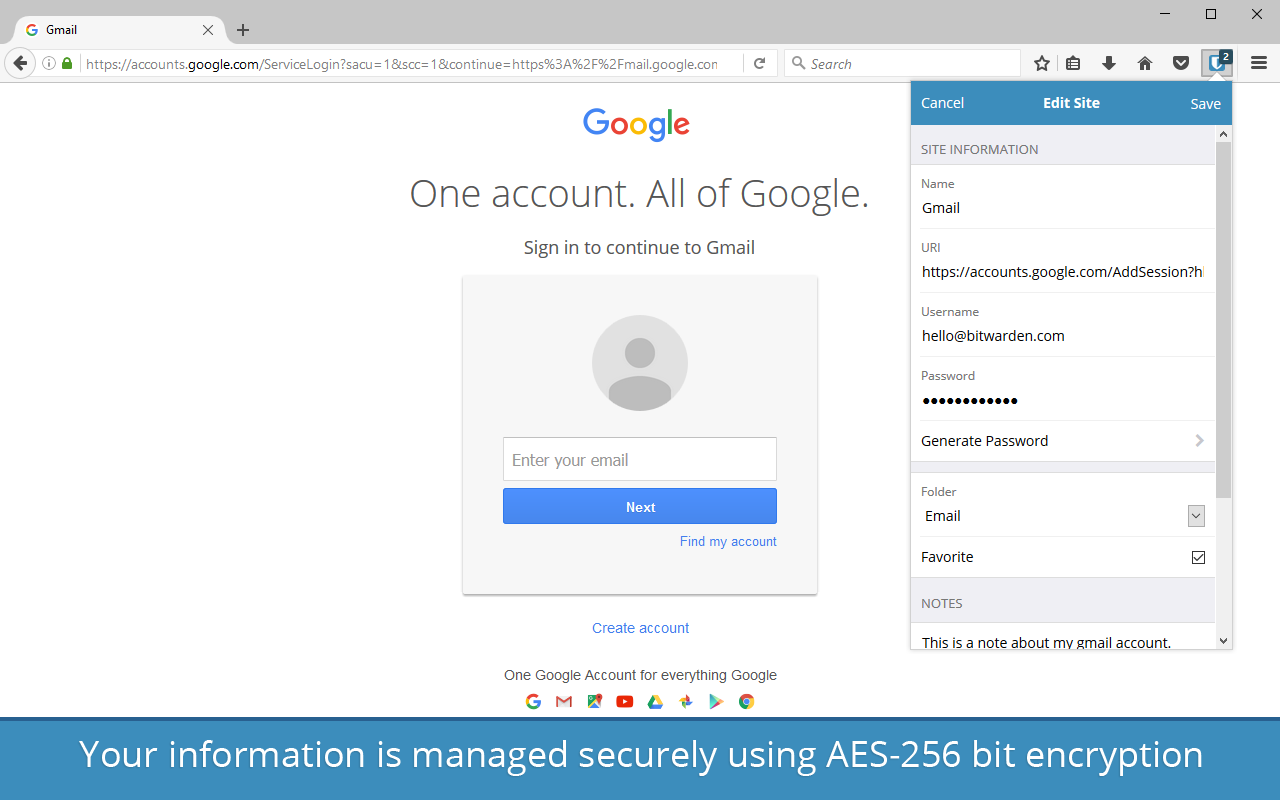 Gmail
https://accounts.google.com/ServiceLogin?sacu=1&scc=1&continue=https%3A%2F%2Fmail.google.con
Search
2
Google
One account. All of Google.
Sign in to continue to Gmail
Enter your email
Next
Find my account
Create account
One Google Account for everything Google
Cancel Edit Site Save
SITE INFORMATION
Name
Gmail
URI
https://accounts.google.com/AddSession?h
Username
hello@bitwarden.com
Password
●●●●●●●●●●●●
Generate Password
Folder
Email
Favorite
NOTES
This is a note about my gmail account.
Your information is managed securely using AES-256 bit encryption